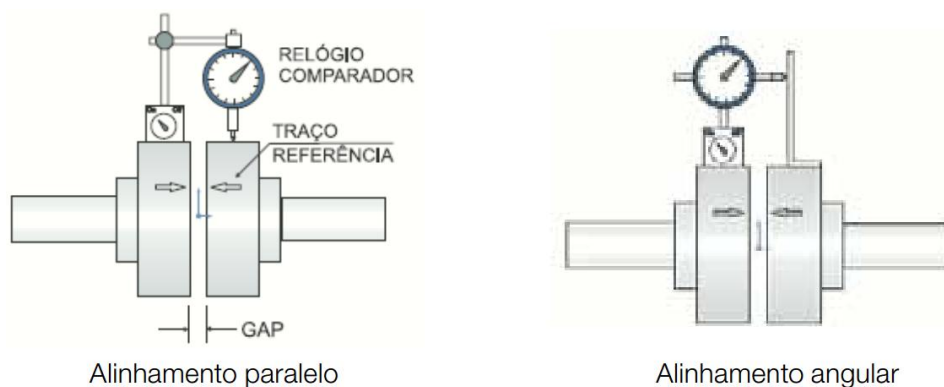 RELÓGIO
COMPARADOR
TRAÇO
REFERÊNCIA
GAP
Alinhamento paralelo
Alinhamento angular